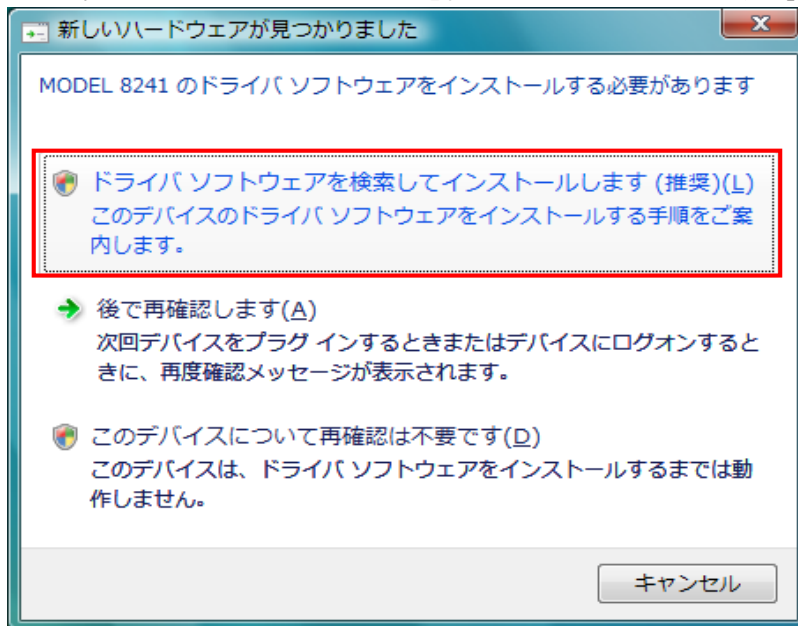 新しいハードウェアが見つかりました
MODEL 8241 のドライバ ソフトウェアをインストールする必要があります
ドライバ ソフトウェアを検索してインストールします (推奨)(L)
このデバイスのドライバ ソフトウェアをインストールする手順をご案
内します。
後で再確認します(A)
次回デバイスをプラグ インするときまたはデバイスにログオンすると
きに、再度確認メッセージが表示されます。
このデバイスについて再確認は不要です(D)
このデバイスは、ドライバ ソフトウェアをインストールするまでは動
作しません。
キャンセル